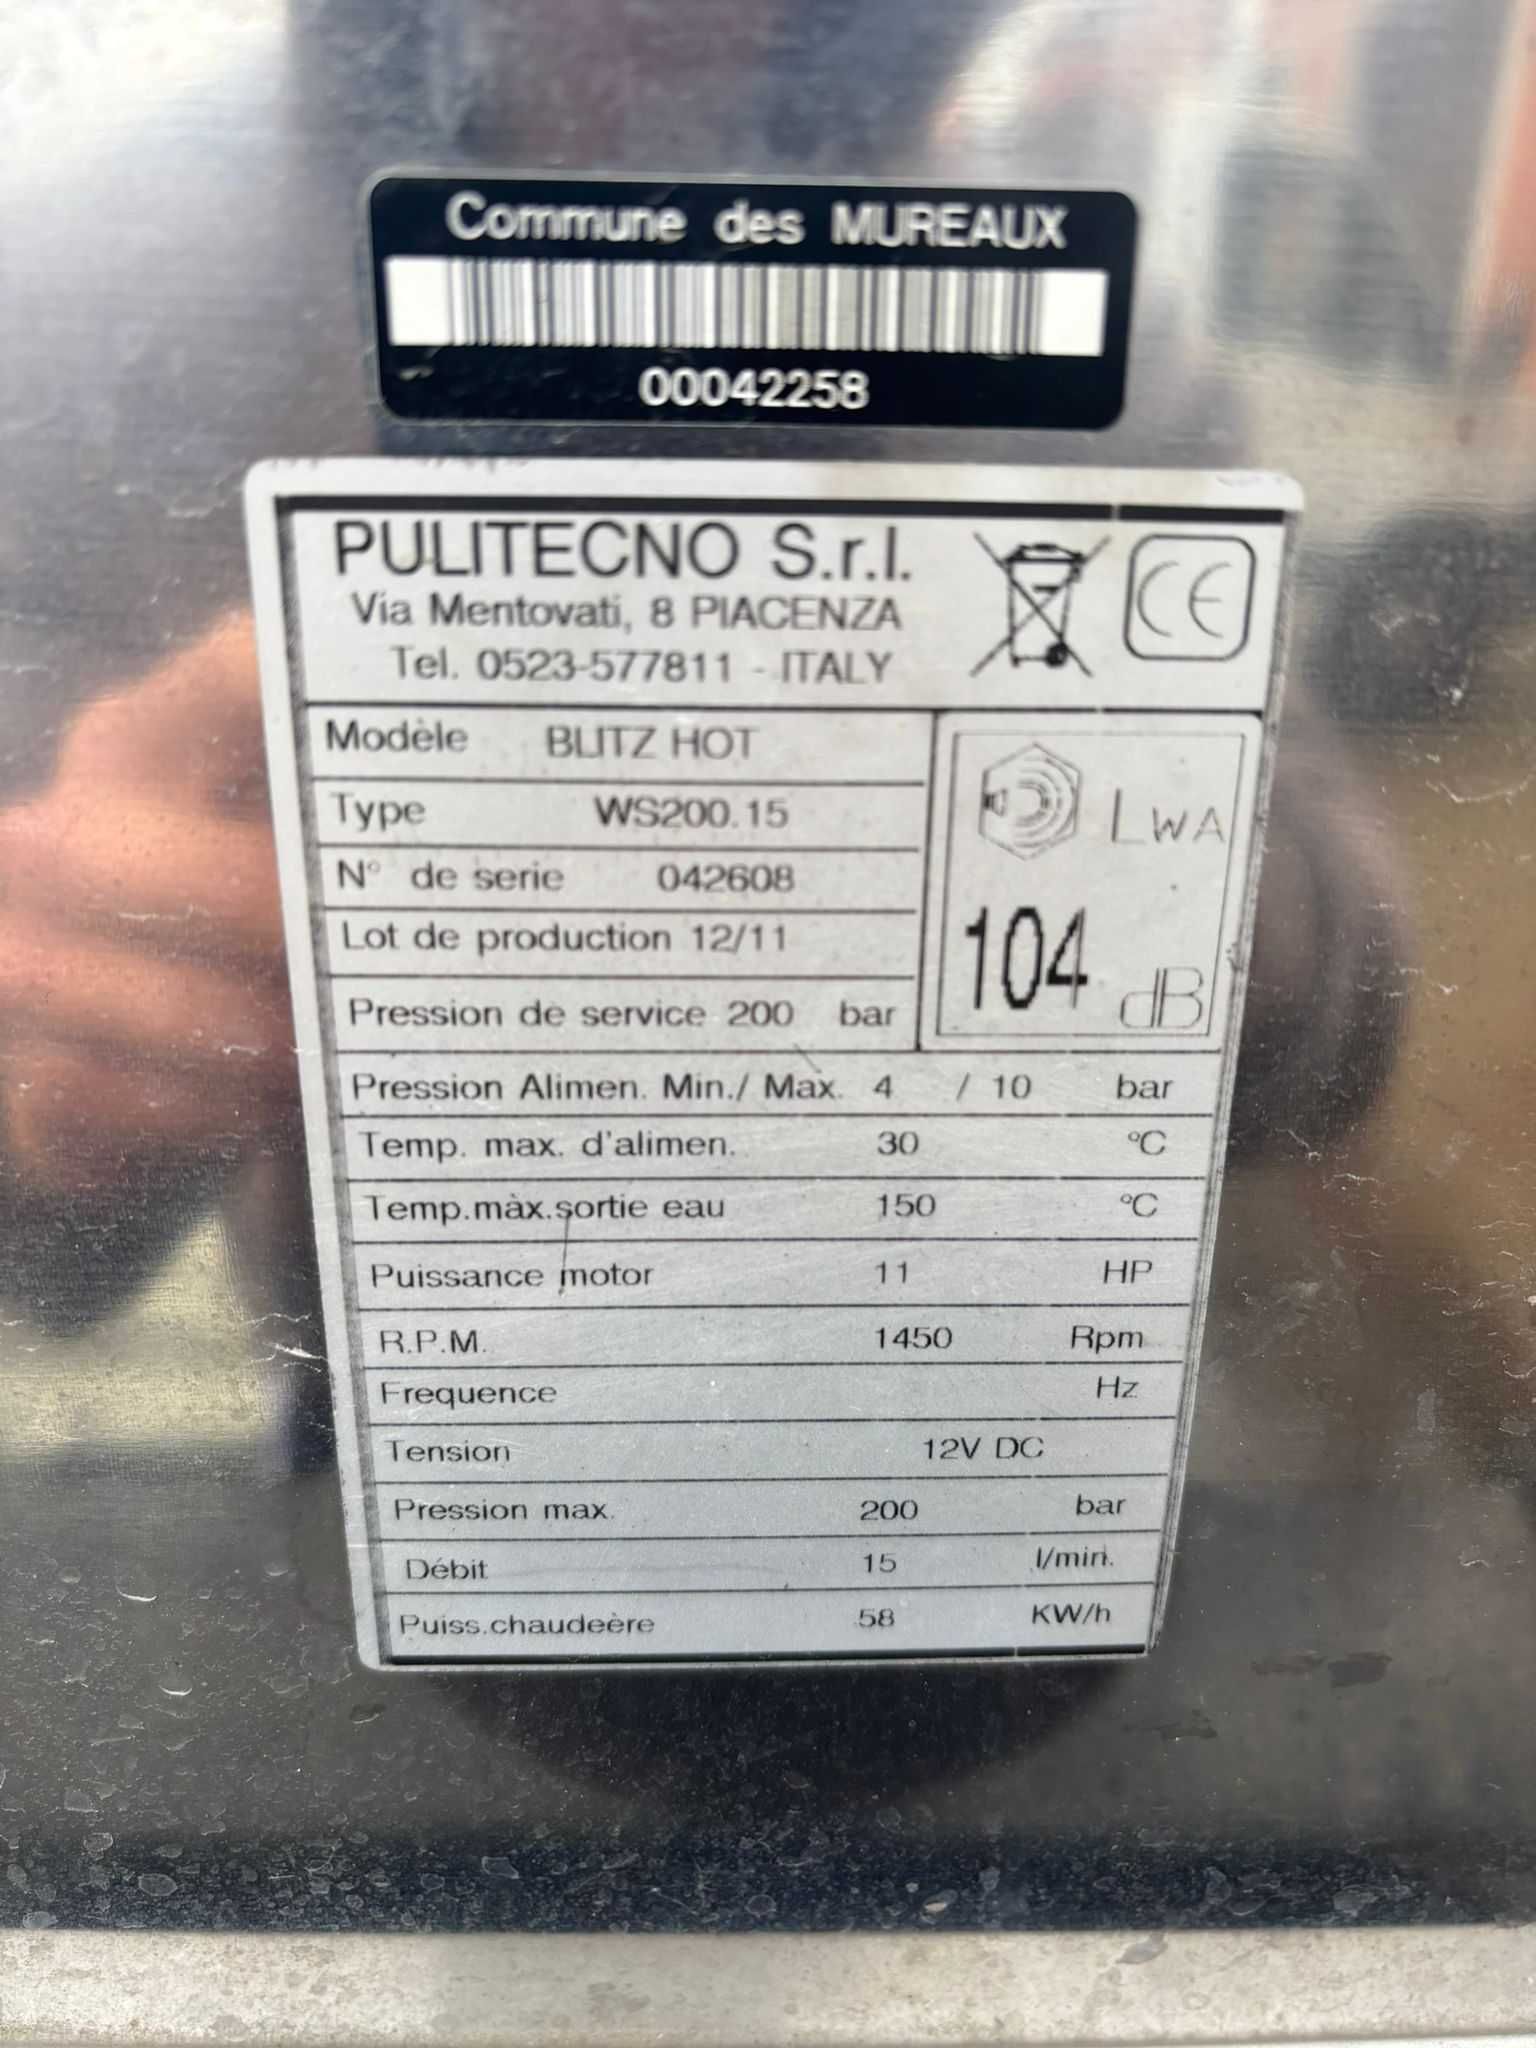 Commune des MUREAUX
00042258
PULITECNO S.r.l.
Via Mentovati, 8 PIACENZA
Tel. 0523-577811 - ITALY
CE
Modèle BLITZ HOT
Type WS200.15
N° de serie 042608
Lot de production 12/11
Pression de service 200 bar
LWA
104
dB
Pression Alimen. Min./ Max. 4 / 10 bar
Temp. max. d'alimen. 30 °C
Temp.màx.sortie eau 150 °C
Puissance motor 11 HP
R.P.M. 1450 Rpm
Frequence Hz
Tension 12V DC
Pression max. 200 bar
Débit 15 l/min.
Puiss.chaudeère 58 KW/h